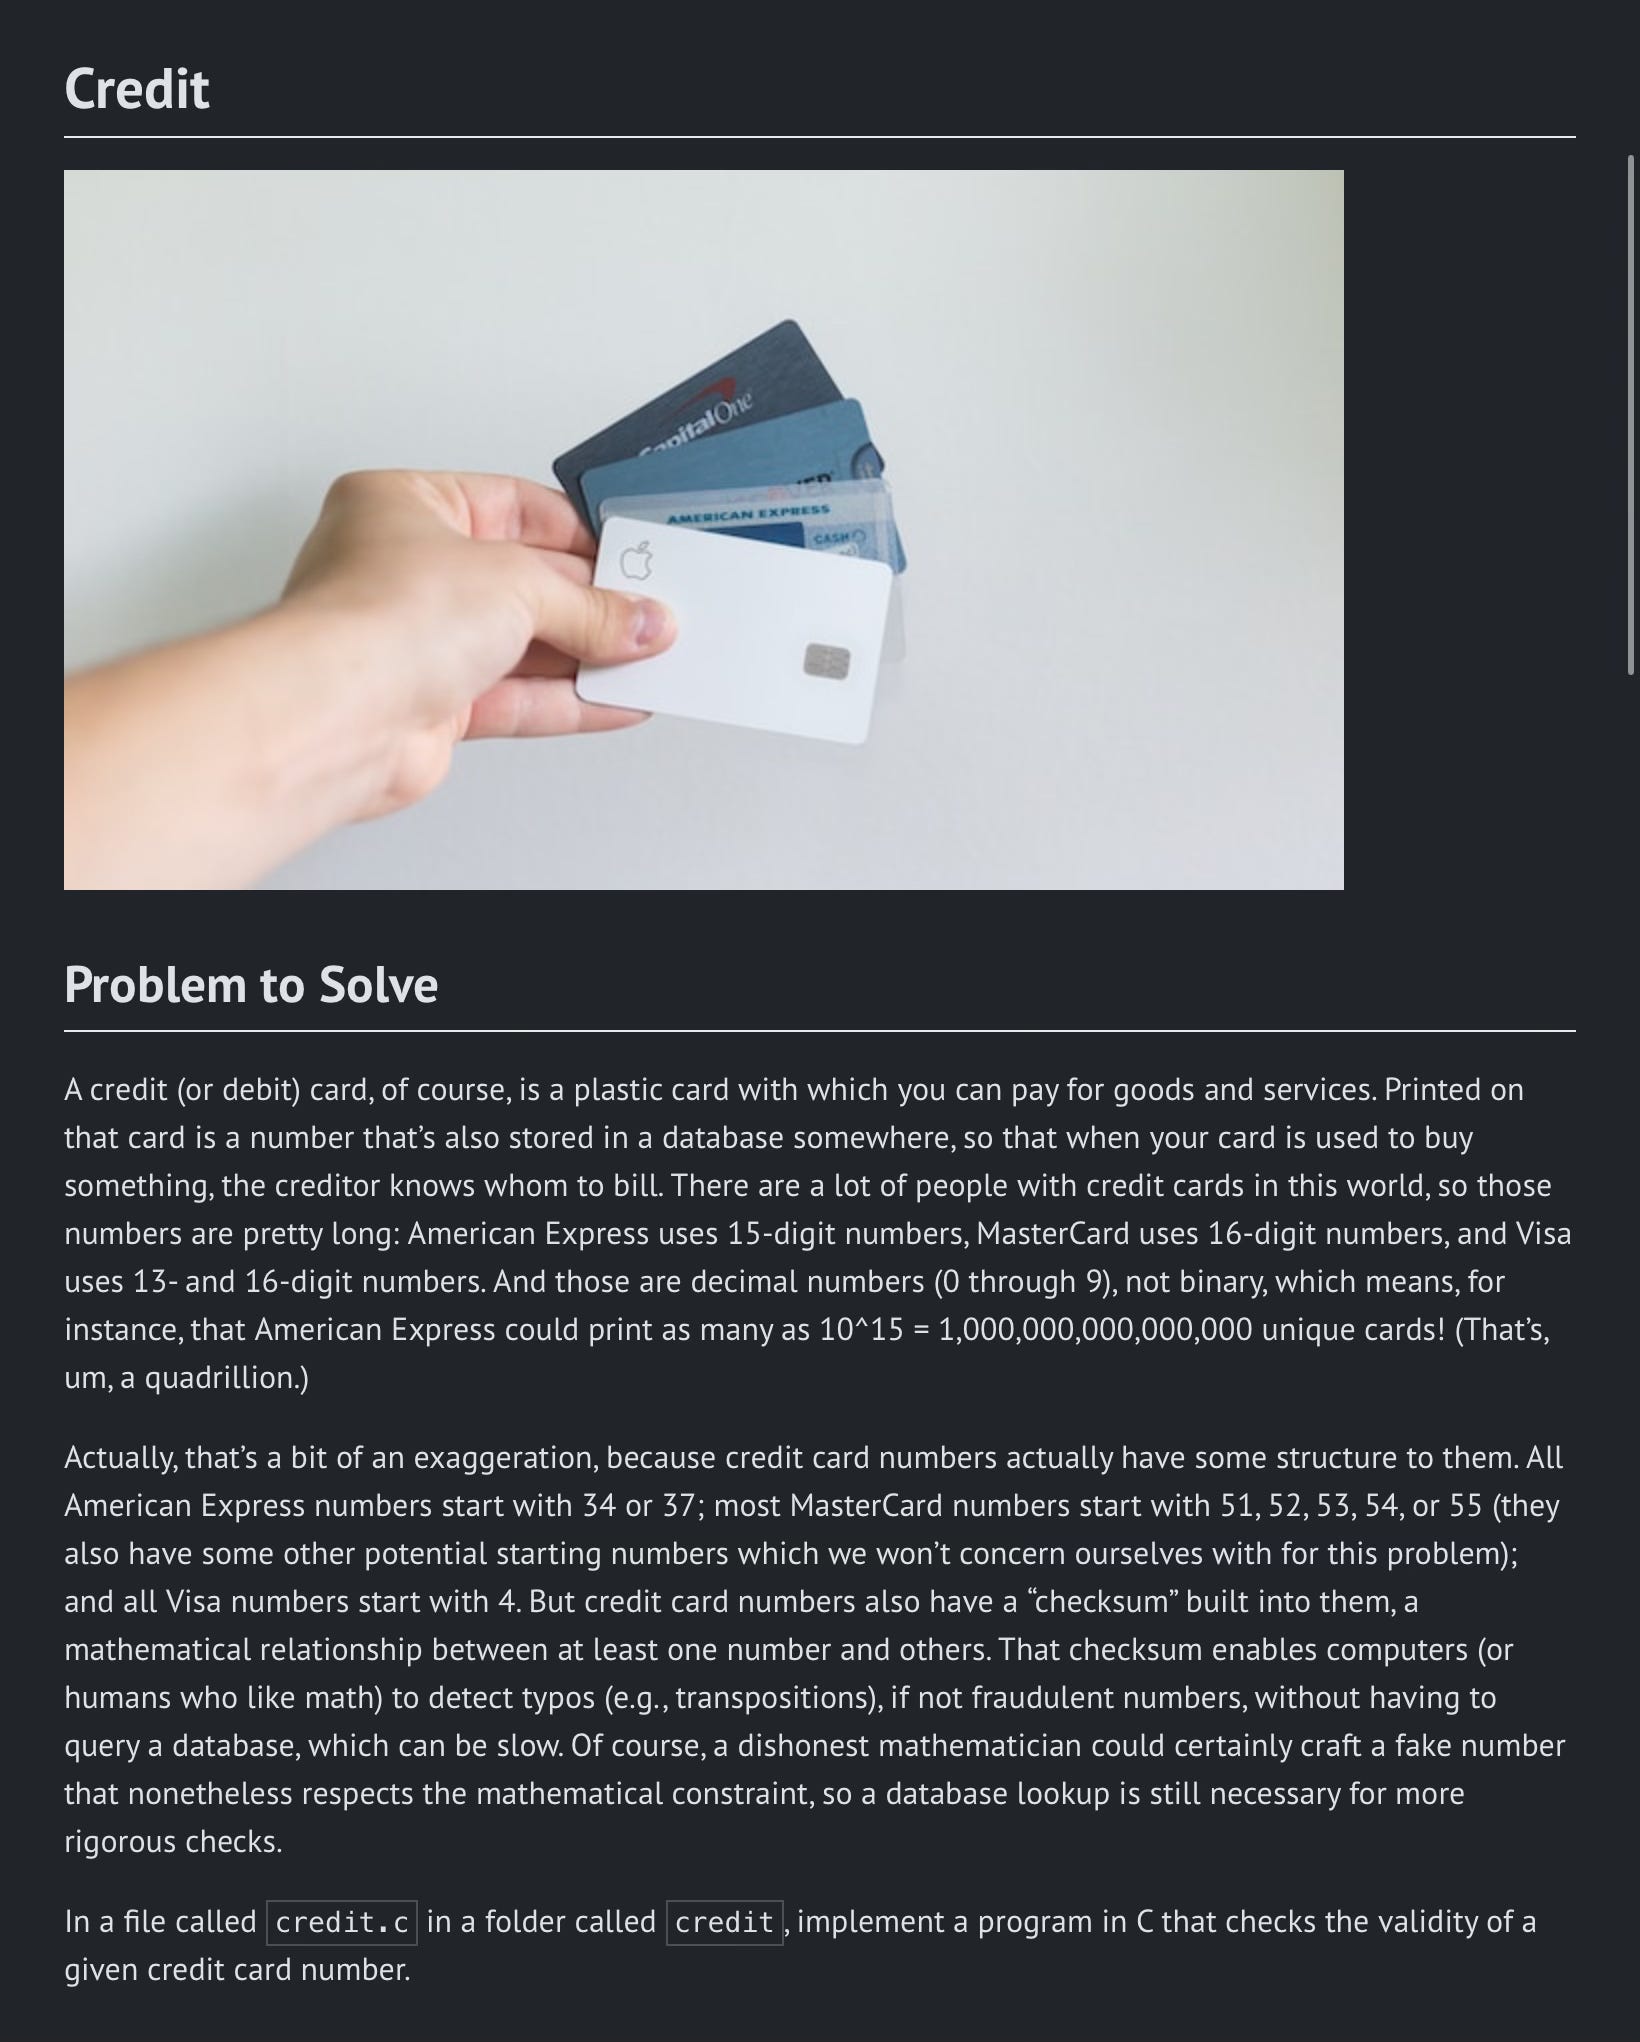 Credit
CapitalOne
AMERICAN EXPRESS
CASH
Problem to Solve
A credit (or debit) card, of course, is a plastic card with which you can pay for goods and services. Printed on
that card is a number that’s also stored in a database somewhere, so that when your card is used to buy
something, the creditor knows whom to bill. There are a lot of people with credit cards in this world, so those
numbers are pretty long: American Express uses 15-digit numbers, MasterCard uses 16-digit numbers, and Visa
uses 13- and 16-digit numbers. And those are decimal numbers (0 through 9), not binary, which means, for
instance, that American Express could print as many as 10^15 = 1,000,000,000,000,000 unique cards! (That’s,
um, a quadrillion.)
Actually, that’s a bit of an exaggeration, because credit card numbers actually have some structure to them. All
American Express numbers start with 34 or 37; most MasterCard numbers start with 51, 52, 53, 54, or 55 (they
also have some other potential starting numbers which we won’t concern ourselves with for this problem);
and all Visa numbers start with 4. But credit card numbers also have a “checksum” built into them, a
mathematical relationship between at least one number and others. That checksum enables computers (or
humans who like math) to detect typos (e.g., transpositions), if not fraudulent numbers, without having to
query a database, which can be slow. Of course, a dishonest mathematician could certainly craft a fake number
that nonetheless respects the mathematical constraint, so a database lookup is still necessary for more
rigorous checks.
In a file called credit.c in a folder called credit, implement a program in C that checks the validity of a
given credit card number.